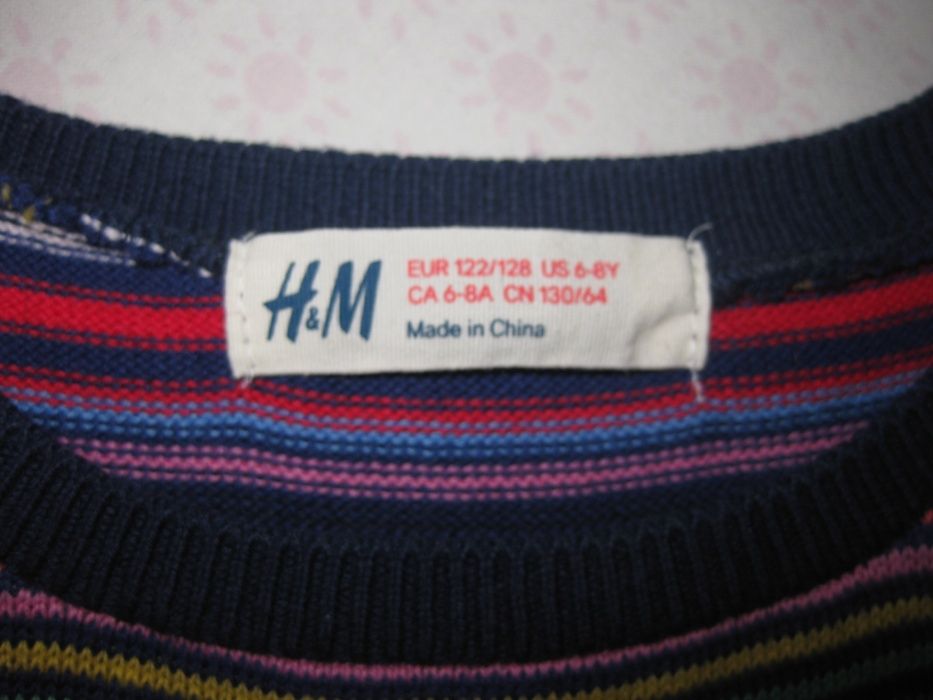 H&M
EUR 122/128 US 6-8Y
CA 6-8A CN 130/64
Made in China